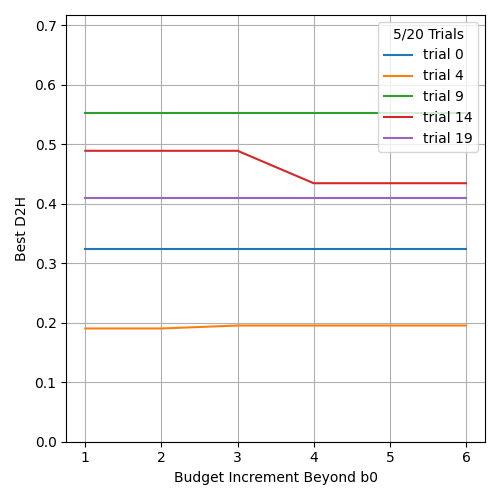 5/20 Trials
trial 0
trial 4
trial 9
trial 14
trial 19
0.7
0.6
0.5
0.4
0.3
0.2
0.1
0.0
Best D2H
1 2 3 4 5 6
Budget Increment Beyond b0